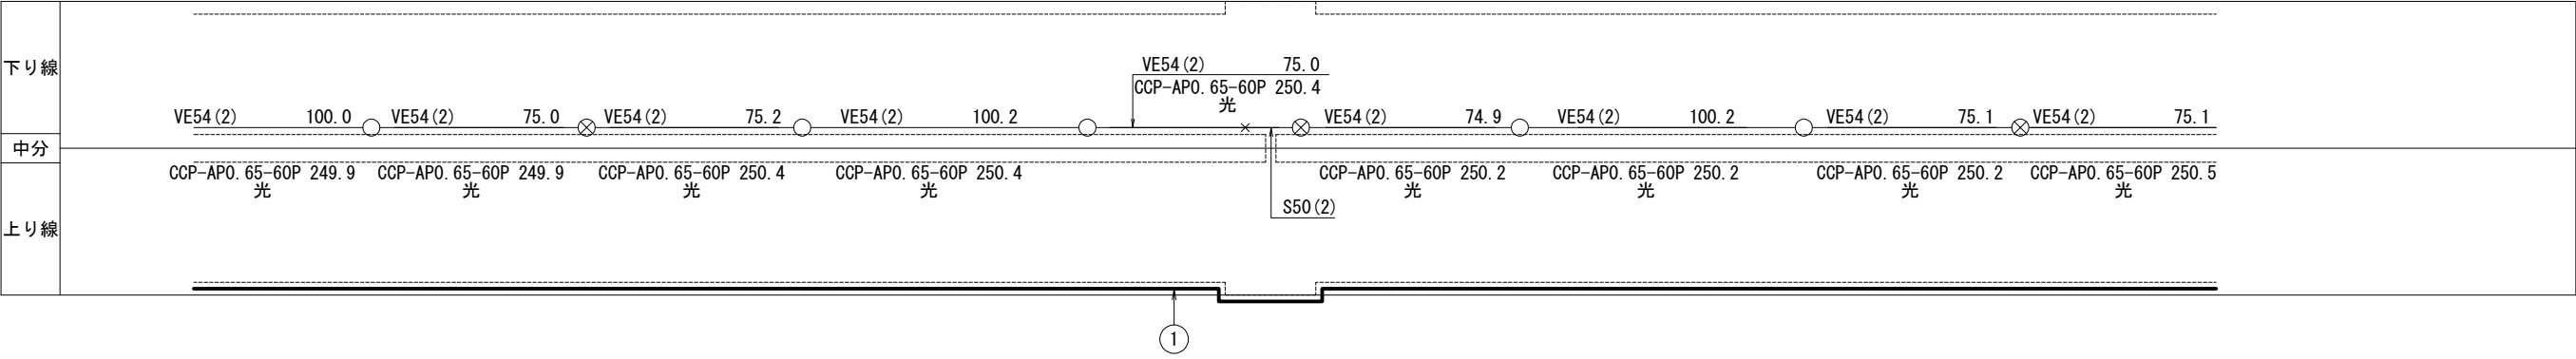 下り線
VE54(2) 75.0
CCP-AP0.65-60P 250.4
光
VE54(2) 100.0
VE54(2) 75.0
VE54(2) 75.2
VE54(2) 100.2
VE54(2) 74.9
VE54(2) 100.2
VE54(2) 75.1
VE54(2) 75.1
中分
CCP-AP0.65-60P 249.9
光
CCP-AP0.65-60P 249.9
光
CCP-AP0.65-60P 250.4
光
CCP-AP0.65-60P 250.4
光
CCP-AP0.65-60P 250.2
光
CCP-AP0.65-60P 250.2
光
CCP-AP0.65-60P 250.2
光
CCP-AP0.65-60P 250.5
光
S50(2)
上り線
1